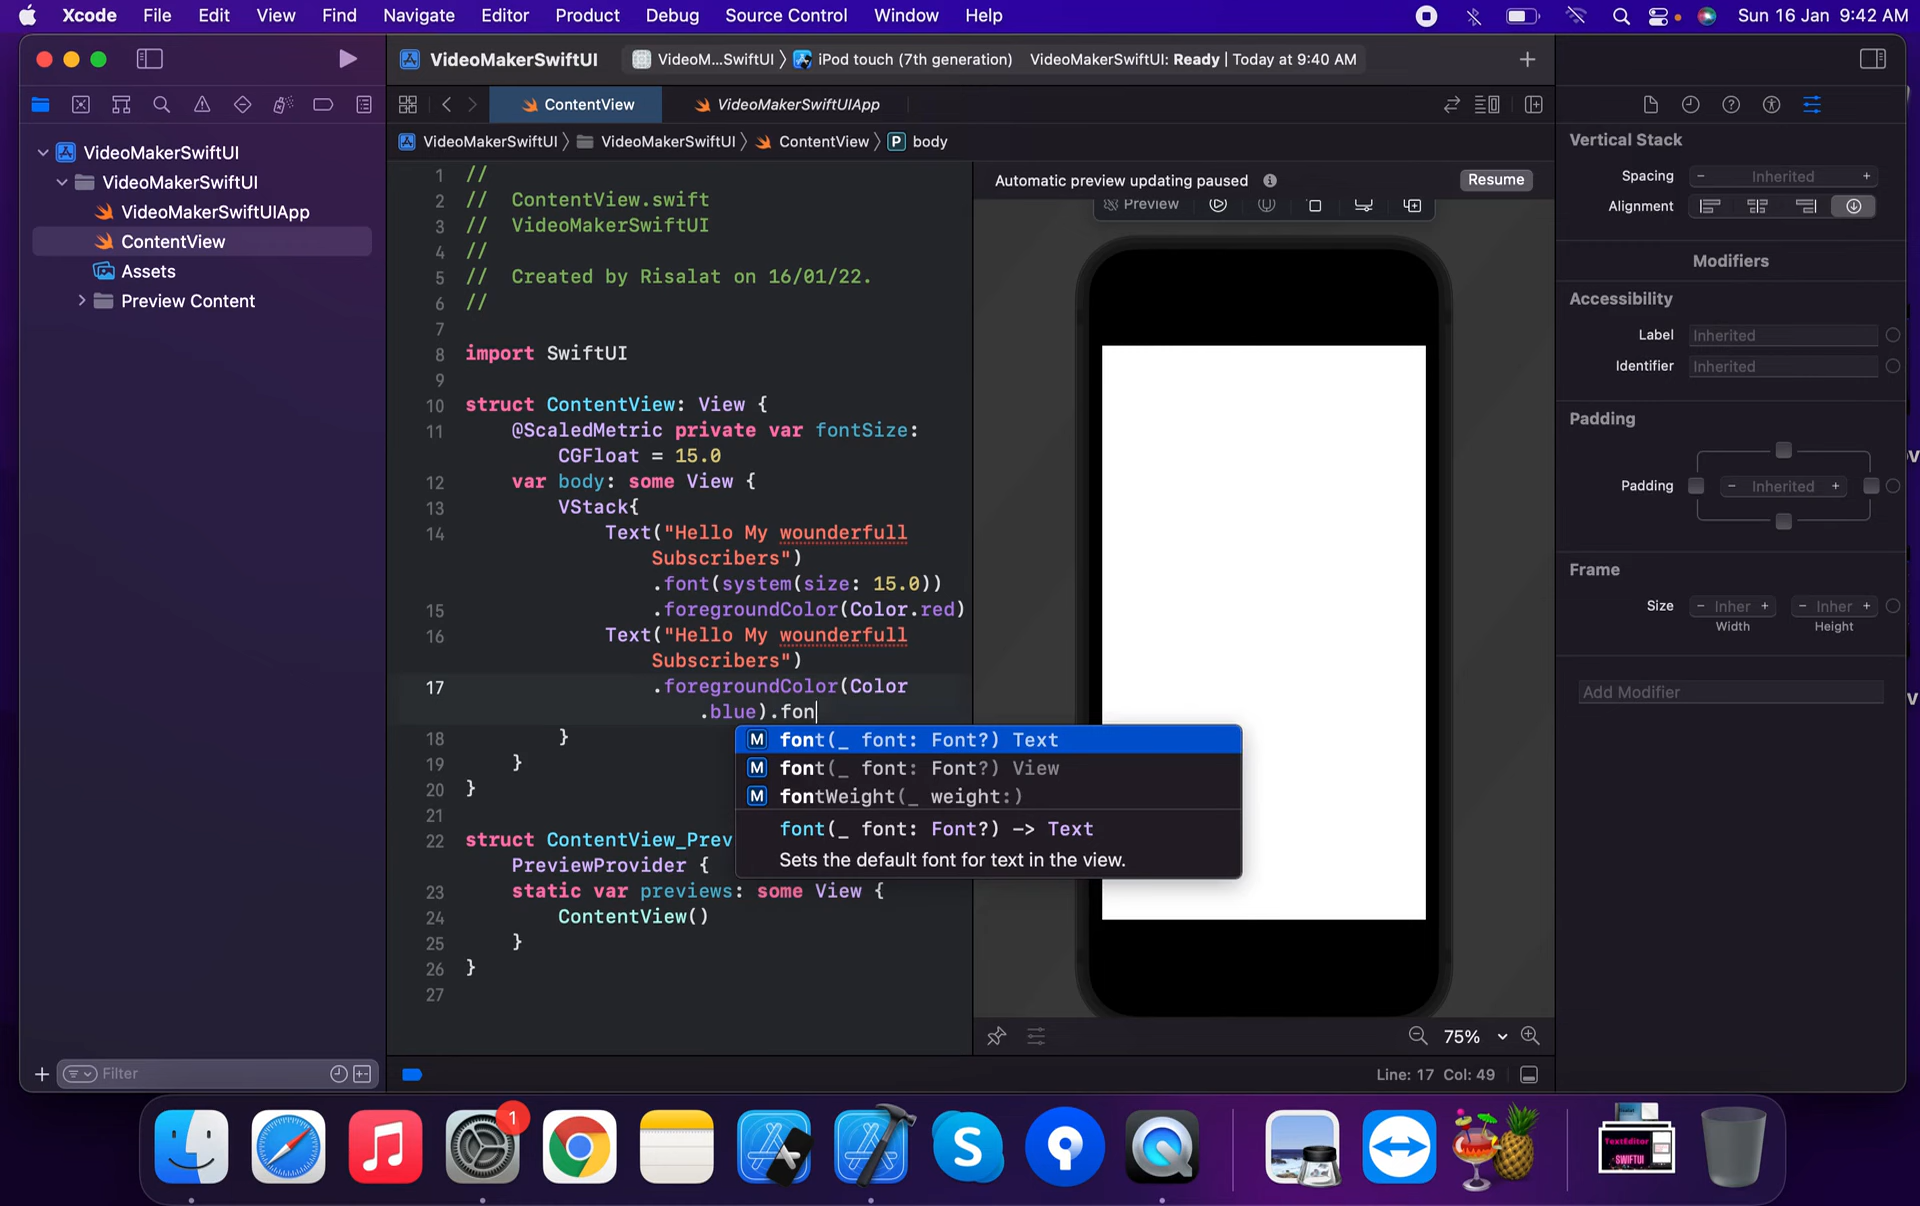 Xcode File Edit View Find Navigate Editor Product Debug Source Control Window Help Sun 16 Jan 9:42 AM
VideoMakerSwiftUI VideoM...SwiftUI 〉 iPod touch (7th generation) VideoMakerSwiftUI: Ready | Today at 9:40 AM
ContentView VideoMakerSwiftUIApp
VideoMakerSwiftUI 〉 VideoMakerSwiftUI 〉 ContentView 〉 P body
VideoMakerSwiftUI
VideoMakerSwiftUI
VideoMakerSwiftUIApp
ContentView
Assets
Preview Content
Filter
1 //
2 // ContentView.swift
3 // VideoMakerSwiftUI
4 //
5 // Created by Risalat on 16/01/22.
6 //
7
8 import SwiftUI
9
10 struct ContentView: View {
11 @ScaledMetric private var fontSize:
CGFloat = 15.0
12 var body: some View {
13 VStack{
14 Text("Hello My wounderfull
Subscribers")
.font(system(size: 15.0))
15 .foregroundColor(Color.red)
16 Text("Hello My wounderfull
Subscribers")
17 .foregroundColor(Color
.blue).fon
18 }
19 }
20 }
21
22 struct ContentView_Prev
PreviewProvider {
23 static var previews: some View {
24 ContentView()
25 }
26 }
27
M font(_ font: Font?) Text
M font(_ font: Font?) View
M fontWeight(_ weight:)
font(_ font: Font?) -> Text
Sets the default font for text in the view.
Automatic preview updating paused Resume
Preview
75%
Line: 17 Col: 49
Vertical Stack
Spacing - Inherited +
Alignment
Modifiers
Accessibility
Label Inherited
Identifier Inherited
Padding
Padding - Inherited +
Frame
Size - Inher + - Inher +
Width Height
Add Modifier
1
S
TextEditor
SWIFTUI